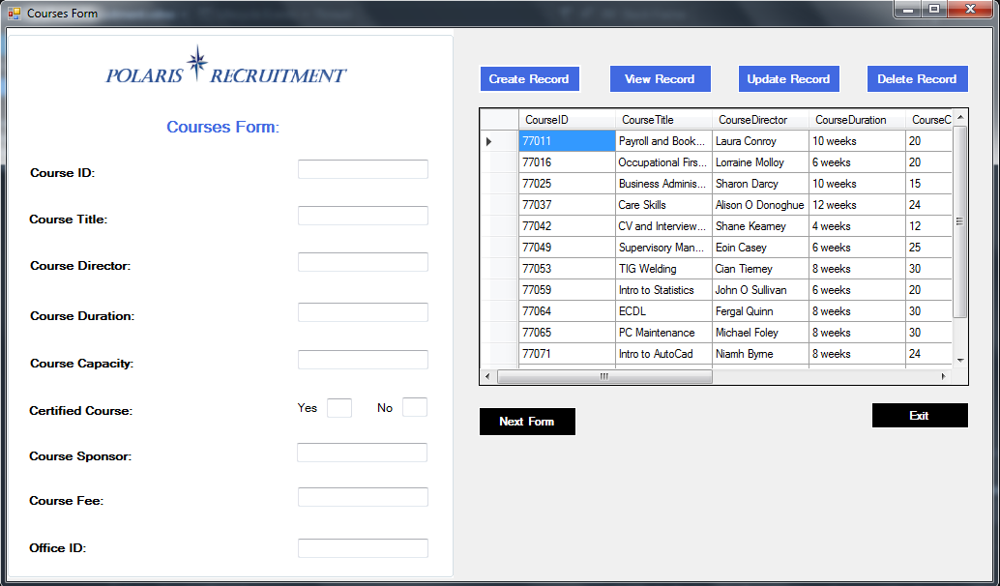 Courses Form
POLARIS RECRUITMENT
Courses Form:
Course ID:
Course Title:
Course Director:
Course Duration:
Course Capacity:
Certified Course: Yes No
Course Sponsor:
Course Fee:
Office ID:
Create Record View Record Update Record Delete Record
CourseID CourseTitle CourseDirector CourseDuration CourseC
77011 Payroll and Book... Laura Conroy 10 weeks 20
77016 Occupational Firs... Lorraine Molloy 6 weeks 20
77025 Business Adminis... Sharon Darcy 10 weeks 15
77037 Care Skills Alison O Donoghue 12 weeks 24
77042 CV and Interview... Shane Kearney 4 weeks 12
77049 Supervisory Man... Eoin Casey 6 weeks 25
77053 TIG Welding Cian Tierney 8 weeks 30
77059 Intro to Statistics John O Sullivan 6 weeks 20
77064 ECDL Fergal Quinn 8 weeks 30
77065 PC Maintenance Michael Foley 8 weeks 30
77071 Intro to AutoCad Niamh Byrne 8 weeks 24
Next Form Exit